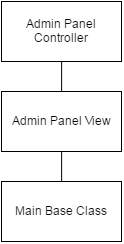 Admin Panel
Controller
Admin Panel View
Main Base Class